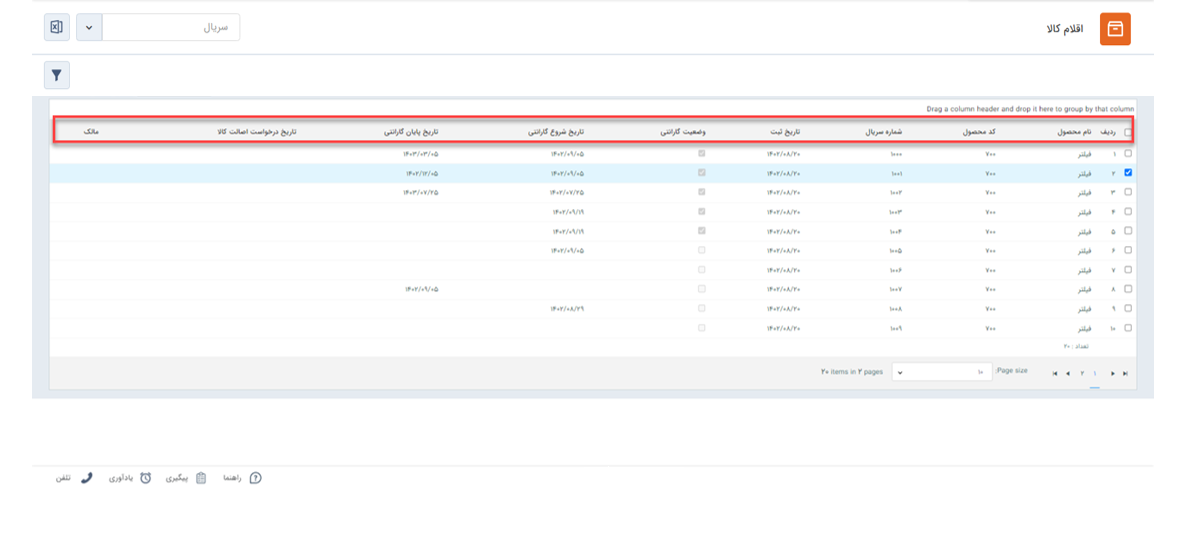 اقلام کالا
سریال
Drag a column header and drop it here to group by that column
ردیف نام محصول کد محصول شماره سریال تاریخ ثبت وضعیت گارانتی تاریخ شروع گارانتی تاریخ پایان گارانتی تاریخ درخواست اصالت کالا مالک
۱ فیلتر ۷۰۰ ۱۰۰۰ ۱۴۰۲/۰۸/۲۰ ۱۴۰۲/۰۹/۰۵ ۱۴۰۳/۰۳/۰۵
۲ فیلتر ۷۰۰ ۱۰۰۱ ۱۴۰۲/۰۸/۲۰ ۱۴۰۲/۰۹/۰۵ ۱۴۰۲/۱۲/۰۵
۳ فیلتر ۷۰۰ ۱۰۰۲ ۱۴۰۲/۰۸/۲۰ ۱۴۰۲/۰۷/۲۵ ۱۴۰۳/۰۷/۲۵
۴ فیلتر ۷۰۰ ۱۰۰۳ ۱۴۰۲/۰۸/۲۰ ۱۴۰۲/۰۹/۱۹
۵ فیلتر ۷۰۰ ۱۰۰۴ ۱۴۰۲/۰۸/۲۰ ۱۴۰۲/۰۹/۱۹
۶ فیلتر ۷۰۰ ۱۰۰۵ ۱۴۰۲/۰۸/۲۰ ۱۴۰۲/۰۹/۰۵
۷ فیلتر ۷۰۰ ۱۰۰۶ ۱۴۰۲/۰۸/۲۰
۸ فیلتر ۷۰۰ ۱۰۰۷ ۱۴۰۲/۰۸/۲۰ ۱۴۰۲/۰۹/۰۵
۹ فیلتر ۷۰۰ ۱۰۰۸ ۱۴۰۲/۰۸/۲۰ ۱۴۰۲/۰۸/۲۹
۱۰ فیلتر ۷۰۰ ۱۰۰۹ ۱۴۰۲/۰۸/۲۰
تعداد : ۲۰
۱ ۲ Page size: ۱۰ ۲۰ items in ۲ pages
راهنما پیگیری یادآوری تلفن